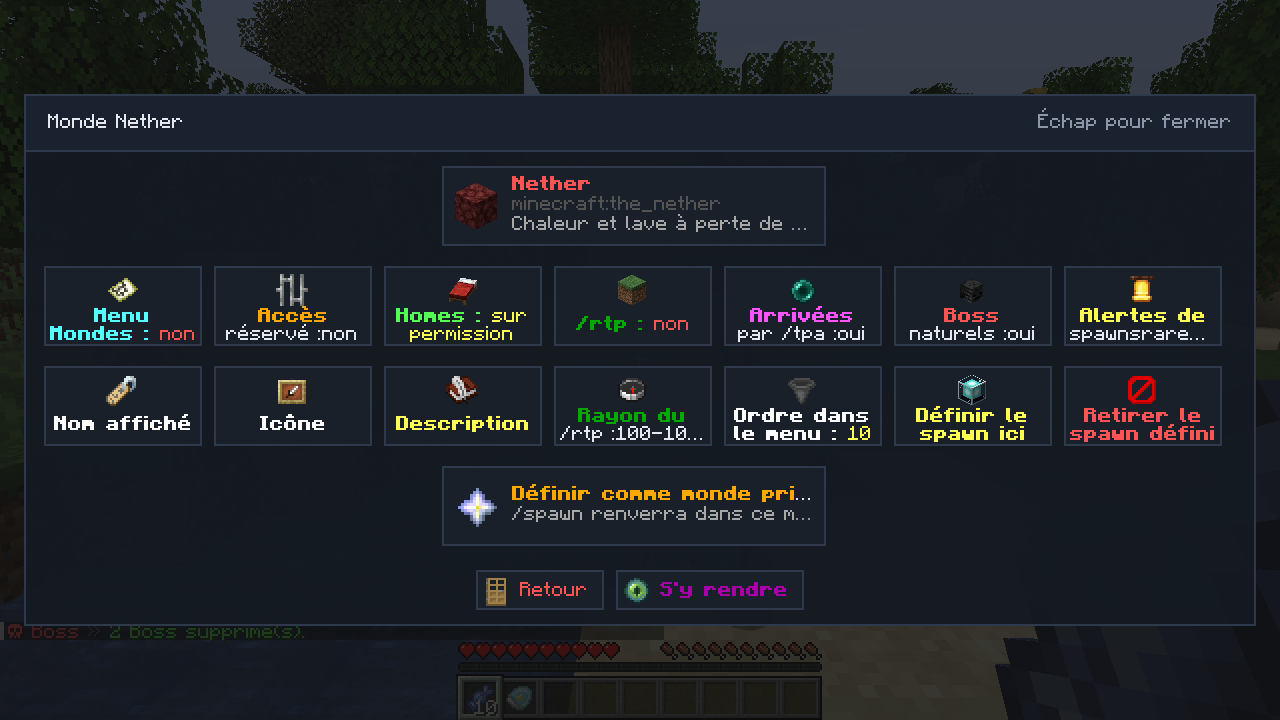 Monde Nether
Échap pour fermer
Nether
minecraft:the_nether
Chaleur et lave à perte de ...
Menu
Mondes : non
Accès
réservé :non
Homes : sur
permission
/rtp : non
Arrivées
par /tpa :oui
Boss
naturels :oui
Alertes de
spawnsrare...
Nom affiché
Icône
Description
Rayon du
/rtp :100-10...
Ordre dans
le menu : 10
Définir le
spawn ici
Retirer le
spawn défini
Définir comme monde pri...
/spawn renverra dans ce m...
Retour
S'y rendre
Boss » 2 Boss supprimé(s).
10